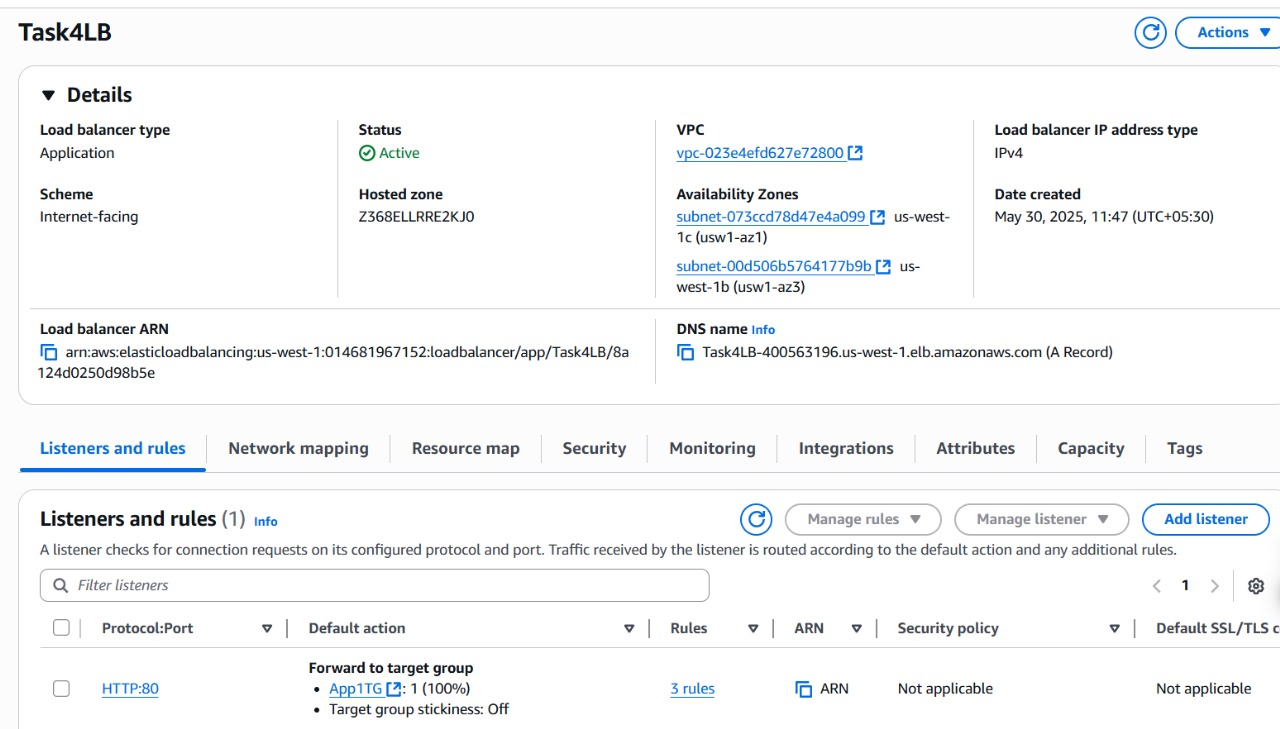 Task4LB
Actions
Details
Load balancer type
Application
Status
Active
VPC
vpc-023e4efd627e72800
Load balancer IP address type
IPv4
Scheme
Internet-facing
Hosted zone
Z368ELLRRE2KJ0
Availability Zones
subnet-073ccd78d47e4a099 us-west-
1c (usw1-az1)
subnet-00d506b5764177b9b us-
west-1b (usw1-az3)
Date created
May 30, 2025, 11:47 (UTC+05:30)
Load balancer ARN
arn:aws:elasticloadbalancing:us-west-1:014681967152:loadbalancer/app/Task4LB/8a
124d0250d98b5e
DNS name Info
Task4LB-400563196.us-west-1.elb.amazonaws.com (A Record)
Listeners and rules Network mapping Resource map Security Monitoring Integrations Attributes Capacity Tags
Listeners and rules (1) Info
Manage rules Manage listener Add listener
A listener checks for connection requests on its configured protocol and port. Traffic received by the listener is routed according to the default action and any additional rules.
Filter listeners
1
Protocol:Port Default action Rules ARN Security policy Default SSL/TLS c
HTTP:80
Forward to target group
• App1TG : 1 (100%)
• Target group stickiness: Off
3 rules
ARN
Not applicable
Not applicable